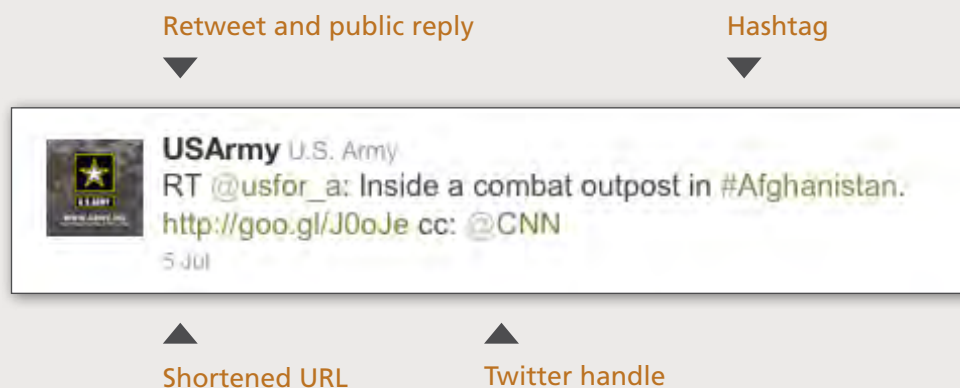 Retweet and public reply
Hashtag
USArmy U.S. Army
RT @usfor_a: Inside a combat outpost in #Afghanistan.
http://goo.gl/J0oJe cc: @CNN
5 Jul
Shortened URL
Twitter handle